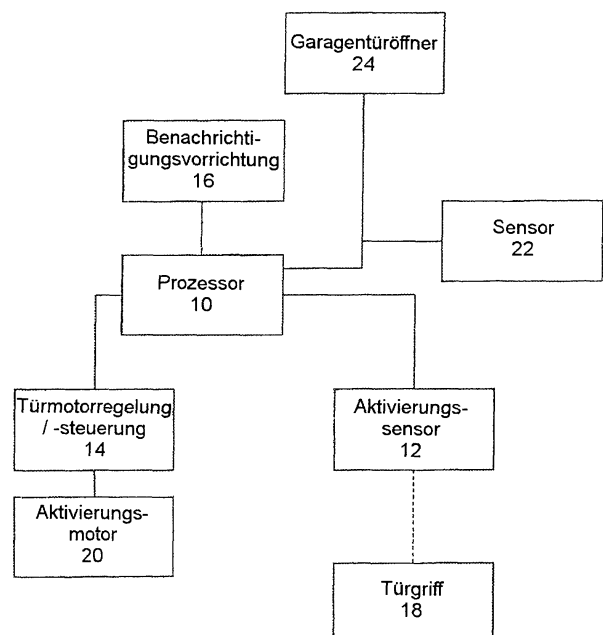 Garagentüröffner
24
Benachrichti-
gungsvorrichtung
16
Sensor
22
Prozessor
10
Türmotorregelung
/ -steuerung
14
Aktivierungs-
sensor
12
Aktivierungs-
motor
20
Türgriff
18